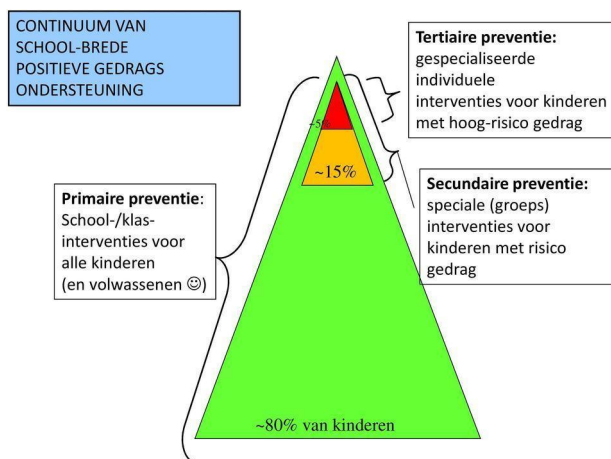 CONTINUUM VAN
SCHOOL-BREDE
POSITIEVE GEDRAGS
ONDERSTEUNING
Tertiaire preventie:
gespecialiseerde
individuele
interventies voor kinderen
met hoog-risico gedrag
~5%
~15%
Primaire preventie:
School-/klas-
interventies voor
alle kinderen
(en volwassenen ☺)
Secundaire preventie:
speciale (groeps)
interventies voor
kinderen met risico
gedrag
~80% van kinderen